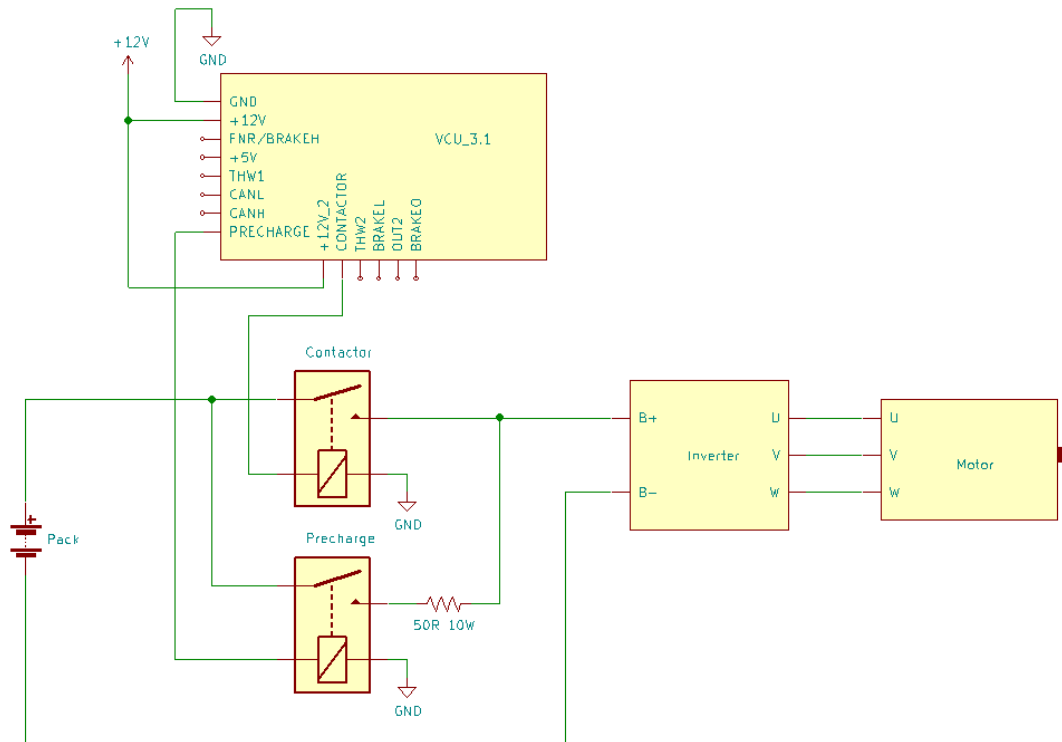 +12V
GND
GND
+12V
FNR/BRAKEH
+5V
THW1
CANL
CANH
PRECHARGE
VCU_3.1
+12V_2
CONTACTOR
THW2
BRAKEL
OUT2
BRAKEO
Contactor
GND
B+
B-
Inverter
U
V
W
U
V
W
Motor
+
Pack
Precharge
50R 10W
GND